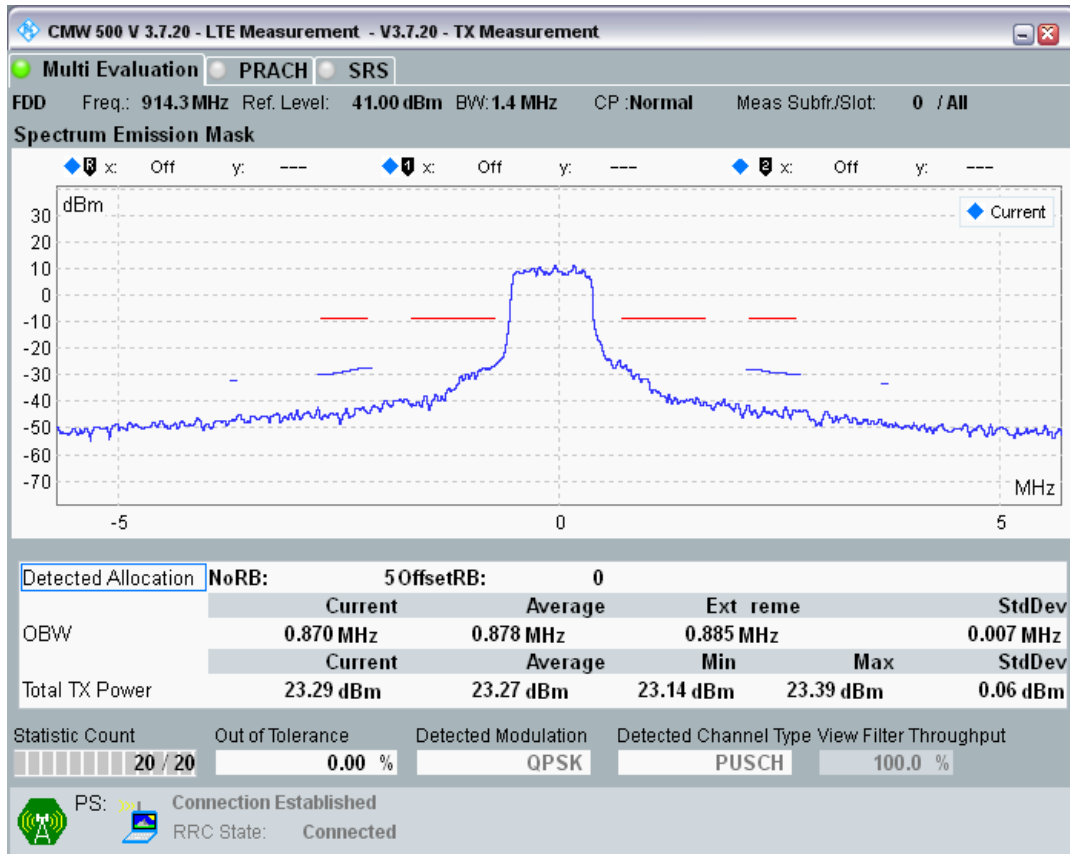 CMW 500 V 3.7.20 - LTE Measurement - V3.7.20 - TX Measurement
Multi Evaluation PRACH SRS
FDD Freq.: 914.3 MHz Ref. Level: 41.00 dBm BW: 1.4 MHz CP :Normal Meas Subfr./Slot: 0 / All
Spectrum Emission Mask
R x: Off y: --- 1 x: Off y: --- 2 x: Off y: ---
dBm
Current
30
20
10
0
-10
-20
-30
-40
-50
-60
-70
MHz
-5 0 5
Detected Allocation NoRB: 5 OffsetRB: 0
Current Average Ext reme StdDev
OBW 0.870 MHz 0.878 MHz 0.885 MHz 0.007 MHz
Current Average Min Max StdDev
Total TX Power 23.29 dBm 23.27 dBm 23.14 dBm 23.39 dBm 0.06 dBm
Statistic Count Out of Tolerance Detected Modulation Detected Channel Type View Filter Throughput
20 / 20 0.00 % QPSK PUSCH 100.0 %
PS: Connection Established
RRC State: Connected